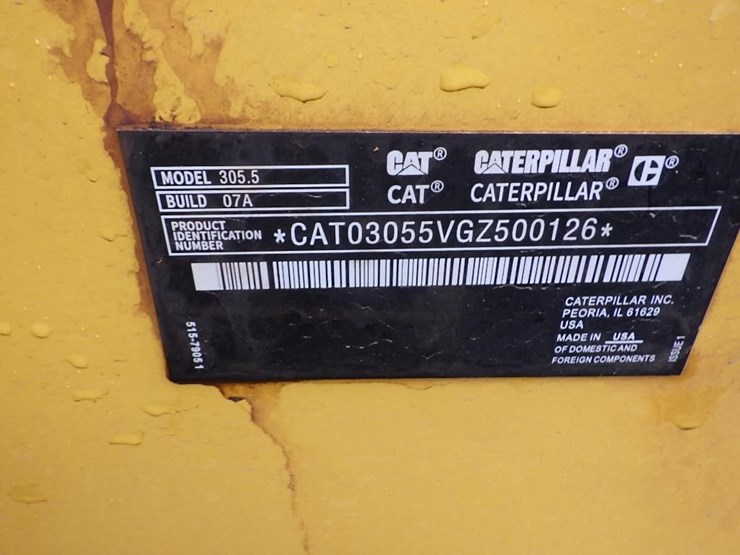 CAT® CATERPILLAR® ®
CAT® CATERPILLAR®
MODEL 305.5
BUILD 07A
PRODUCT
IDENTIFICATION
NUMBER
*CAT03055VGZ500126*
CATERPILLAR INC.
PEORIA, IL 61629
USA
MADE IN USA
OF DOMESTIC AND
FOREIGN COMPONENTS
515-7905 1
ISSUE 1